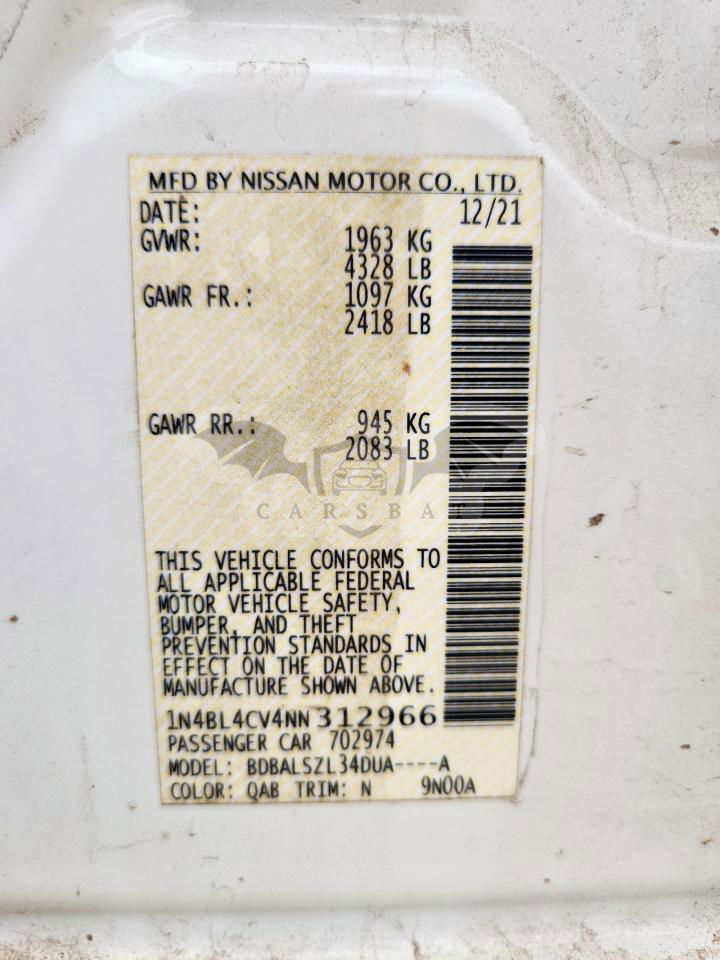 MFD BY NISSAN MOTOR CO., LTD.
DATE: 12/21
GVWR: 1963 KG
4328 LB
GAWR FR.: 1097 KG
2418 LB
GAWR RR.: 945 KG
2083 LB
CARSBAT
THIS VEHICLE CONFORMS TO
ALL APPLICABLE FEDERAL
MOTOR VEHICLE SAFETY,
BUMPER, AND THEFT
PREVENTION STANDARDS IN
EFFECT ON THE DATE OF
MANUFACTURE SHOWN ABOVE.
1N4BL4CV4NN312966
PASSENGER CAR 702974
MODEL: BDBALSZL34DUA----A
COLOR: QAB TRIM: N 9N00A